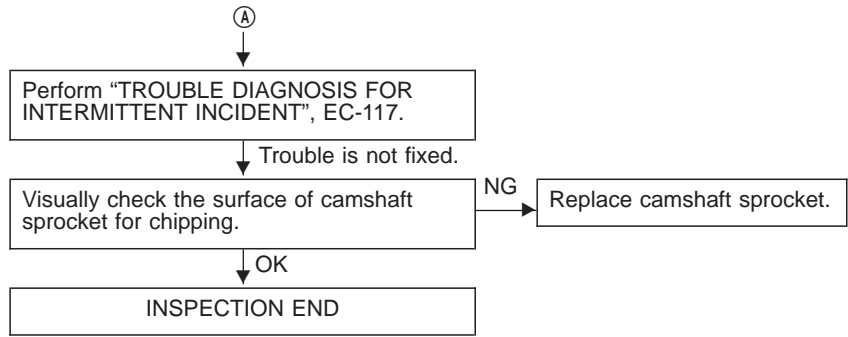 Ⓐ
Perform “TROUBLE DIAGNOSIS FOR
INTERMITTENT INCIDENT”, EC-117.
Trouble is not fixed.
Visually check the surface of camshaft
sprocket for chipping.
NG
Replace camshaft sprocket.
OK
INSPECTION END